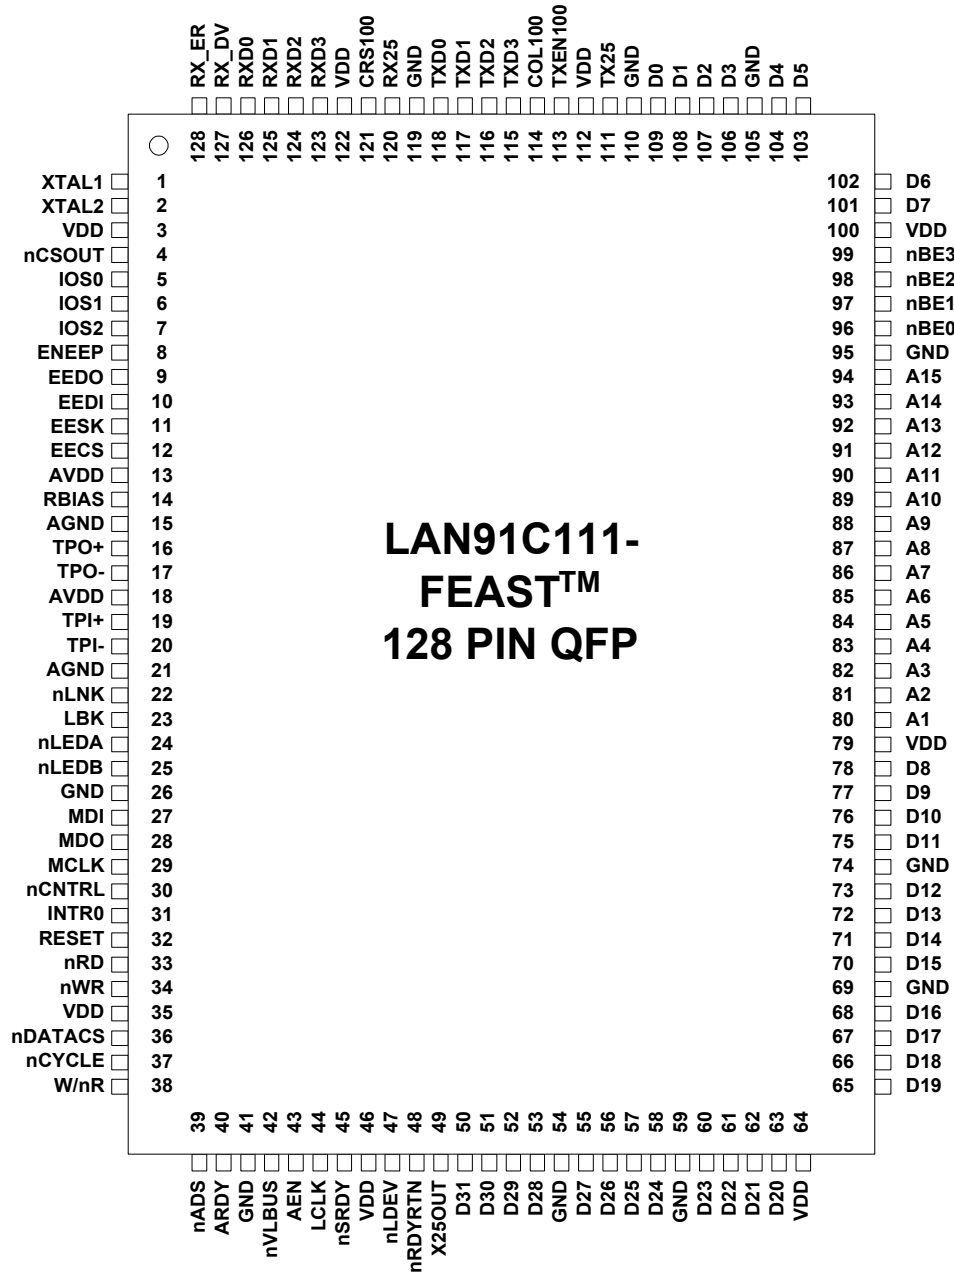 RX_ER RX_DV RXD0 RXD1 RXD2 RXD3 VDD CRS100 RX25 GND TXD0 TXD1 TXD2 TXD3 COL100 TXEN100 VDD TX25 GND D0 D1 D2 D3 GND D4 D5
128 127 126 125 124 123 122 121 120 119 118 117 116 115 114 113 112 111 110 109 108 107 106 105 104 103
XTAL1 1 102 D6
XTAL2 2 101 D7
VDD 3 100 VDD
nCSOUT 4 99 nBE3
IOS0 5 98 nBE2
IOS1 6 97 nBE1
IOS2 7 96 nBE0
ENEEP 8 95 GND
EEDO 9 94 A15
EEDI 10 93 A14
EESK 11 92 A13
EECS 12 91 A12
AVDD 13 90 A11
RBIAS 14 89 A10
AGND 15 88 A9
TPO+ 16 87 A8
TPO- 17 86 A7
AVDD 18 85 A6
TPI+ 19 84 A5
TPI- 20 83 A4
AGND 21 82 A3
nLNK 22 81 A2
LBK 23 80 A1
nLEDA 24 79 VDD
nLEDB 25 78 D8
GND 26 77 D9
MDI 27 76 D10
MDO 28 75 D11
MCLK 29 74 GND
nCNTRL 30 73 D12
INTR0 31 72 D13
RESET 32 71 D14
nRD 33 70 D15
nWR 34 69 GND
VDD 35 68 D16
nDATACS 36 67 D17
nCYCLE 37 66 D18
W/nR 38 65 D19
LAN91C111-
FEAST™
128 PIN QFP
39 40 41 42 43 44 45 46 47 48 49 50 51 52 53 54 55 56 57 58 59 60 61 62 63 64
nADS ARDY GND nVLBUS AEN LCLK nSRDY VDD nLDEV nRDYRTN X25OUT D31 D30 D29 D28 GND D27 D26 D25 D24 GND D23 D22 D21 D20 VDD